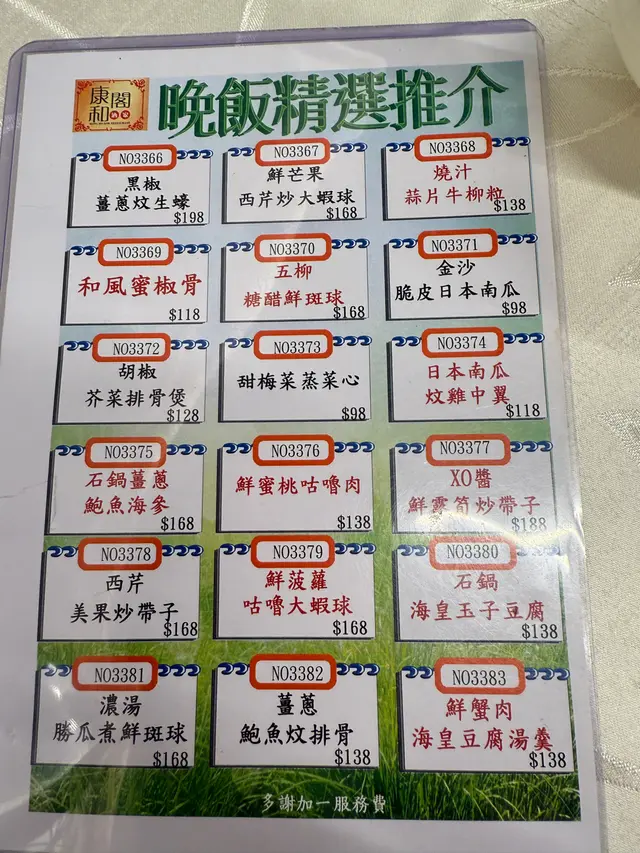 康和閣
酒家
晚飯精選推介
NO3366
黑椒
薑蔥炆生蠔
$198
NO3367
鮮芒果
西芹炒大蝦球
$168
NO3368
燒汁
蒜片牛柳粒
$138
NO3369
和風蜜椒骨
$118
NO3370
五柳
糖醋鮮斑球
$168
NO3371
金沙
脆皮日本南瓜
$98
NO3372
胡椒
芥菜排骨煲
$128
NO3373
甜梅菜蒸菜心
$98
NO3374
日本南瓜
炆雞中翼
$118
NO3375
石鍋薑蔥
鮑魚海參
$168
NO3376
鮮蜜桃咕嚕肉
$138
NO3377
XO醬
鮮露筍炒帶子
$188
NO3378
西芹
美果炒帶子
$168
NO3379
鮮菠蘿
咕嚕大蝦球
$168
NO3380
石鍋
海皇玉子豆腐
$138
NO3381
濃湯
勝瓜煮鮮斑球
$168
NO3382
薑蔥
鮑魚炆排骨
$138
NO3383
鮮蟹肉
海皇豆腐湯羹
$138
多謝加一服務費